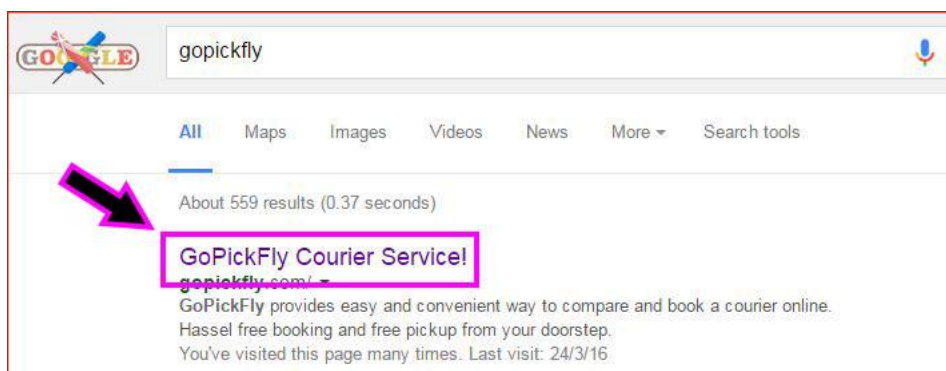 GOOGLE
gopickfly
All Maps Images Videos News More Search tools
About 559 results (0.37 seconds)
GoPickFly Courier Service!
gopickfly.com/
GoPickFly provides easy and convenient way to compare and book a courier online.
Hassel free booking and free pickup from your doorstep.
You've visited this page many times. Last visit: 24/3/16